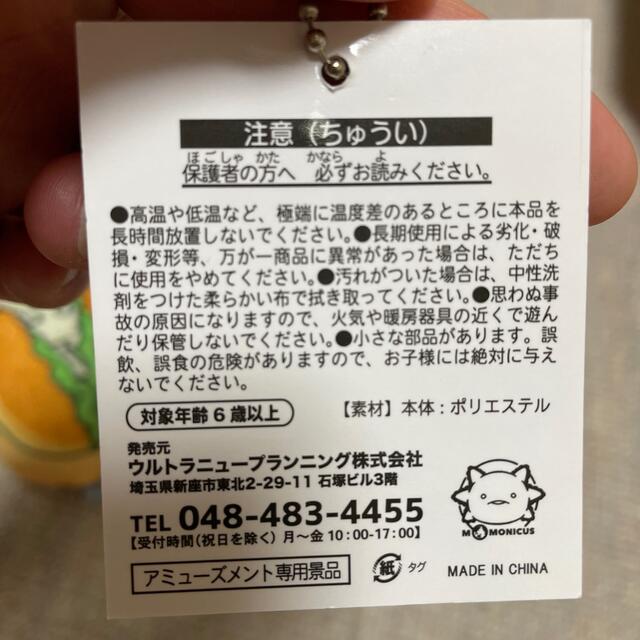 注意（ちゅうい）
ほごしゃ かた かなら よ
保護者の方へ 必ずお読みください。
●高温や低温など、極端に温度差のあるところに本品を
長時間放置しないでください。●長期使用による劣化・破
損・変形等、万が一商品に異常があった場合は、ただち
に使用をやめてください。●汚れがついた場合は、中性洗
剤をつけた柔らかい布で拭き取ってください。●思わぬ事
故の原因になりますので、火気や暖房器具の近くで遊ん
だり保管しないでください。●小さな部品があります。誤
飲、誤食の危険がありますので、お子様には絶対に与え
ないでください。
対象年齢6歳以上 【素材】本体：ポリエステル
発売元
ウルトラニュープランニング株式会社
埼玉県新座市東北2-29-11 石塚ビル3階
TEL 048-483-4455
【受付時間（祝日を除く）月〜金 10:00-17:00】
MOMONICUS
アミューズメント専用景品 紙 タグ MADE IN CHINA